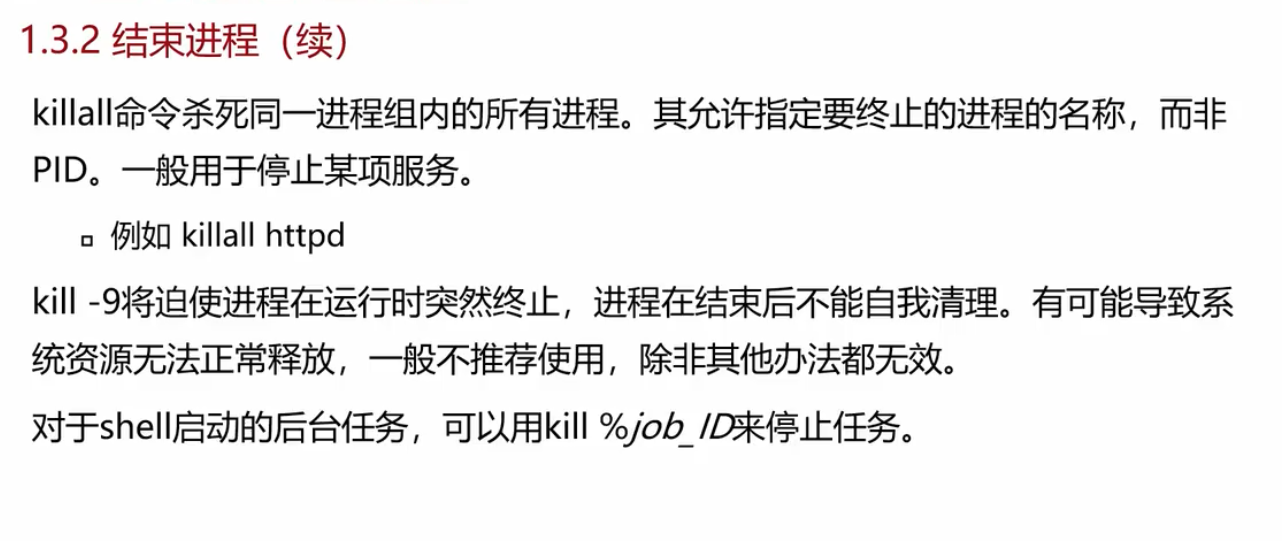 1.3.2 结束进程（续）
killall命令杀死同一进程组内的所有进程。其允许指定要终止的进程的名称，而非
PID。一般用于停止某项服务。
例如 killall httpd
kill -9将迫使进程在运行时突然终止，进程在结束后不能自我清理。有可能导致系
统资源无法正常释放，一般不推荐使用，除非其他办法都无效。
对于shell启动的后台任务，可以用kill %job_ID来停止任务。